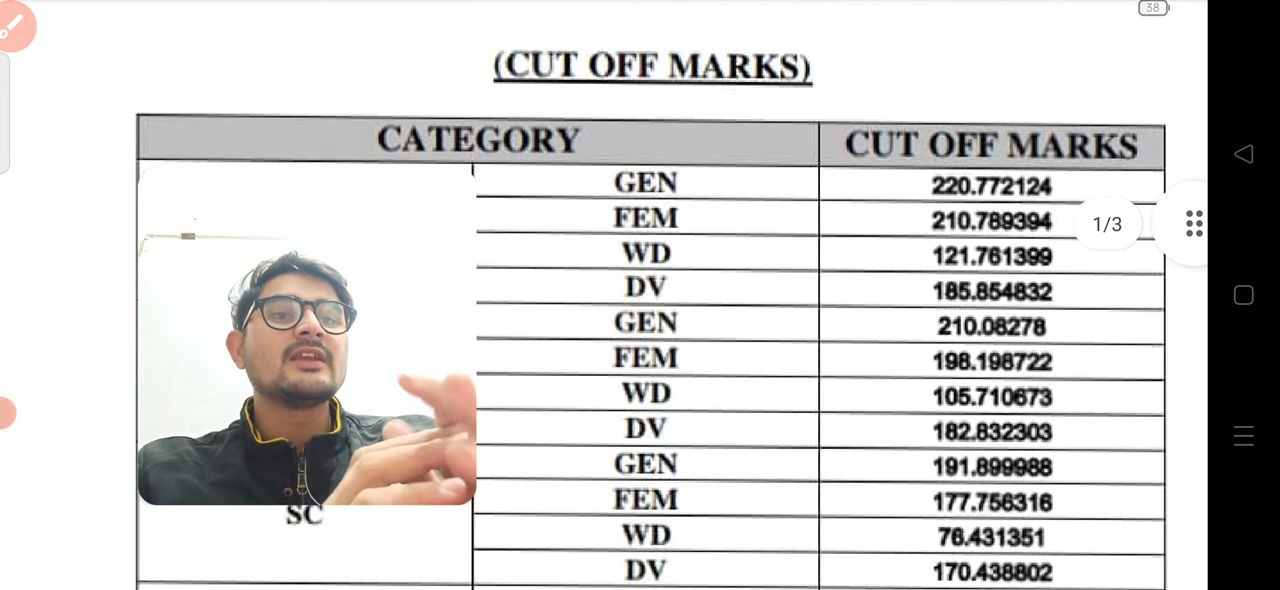 38
(CUT OFF MARKS)
CATEGORY CUT OFF MARKS
GEN 220.772124
FEM 210.789394
1/3
WD 121.761399
DV 185.854832
GEN 210.08278
FEM 198.198722
WD 105.710673
DV 182.832303
GEN 191.899988
FEM 177.756316
SC
WD 76.431351
DV 170.438802